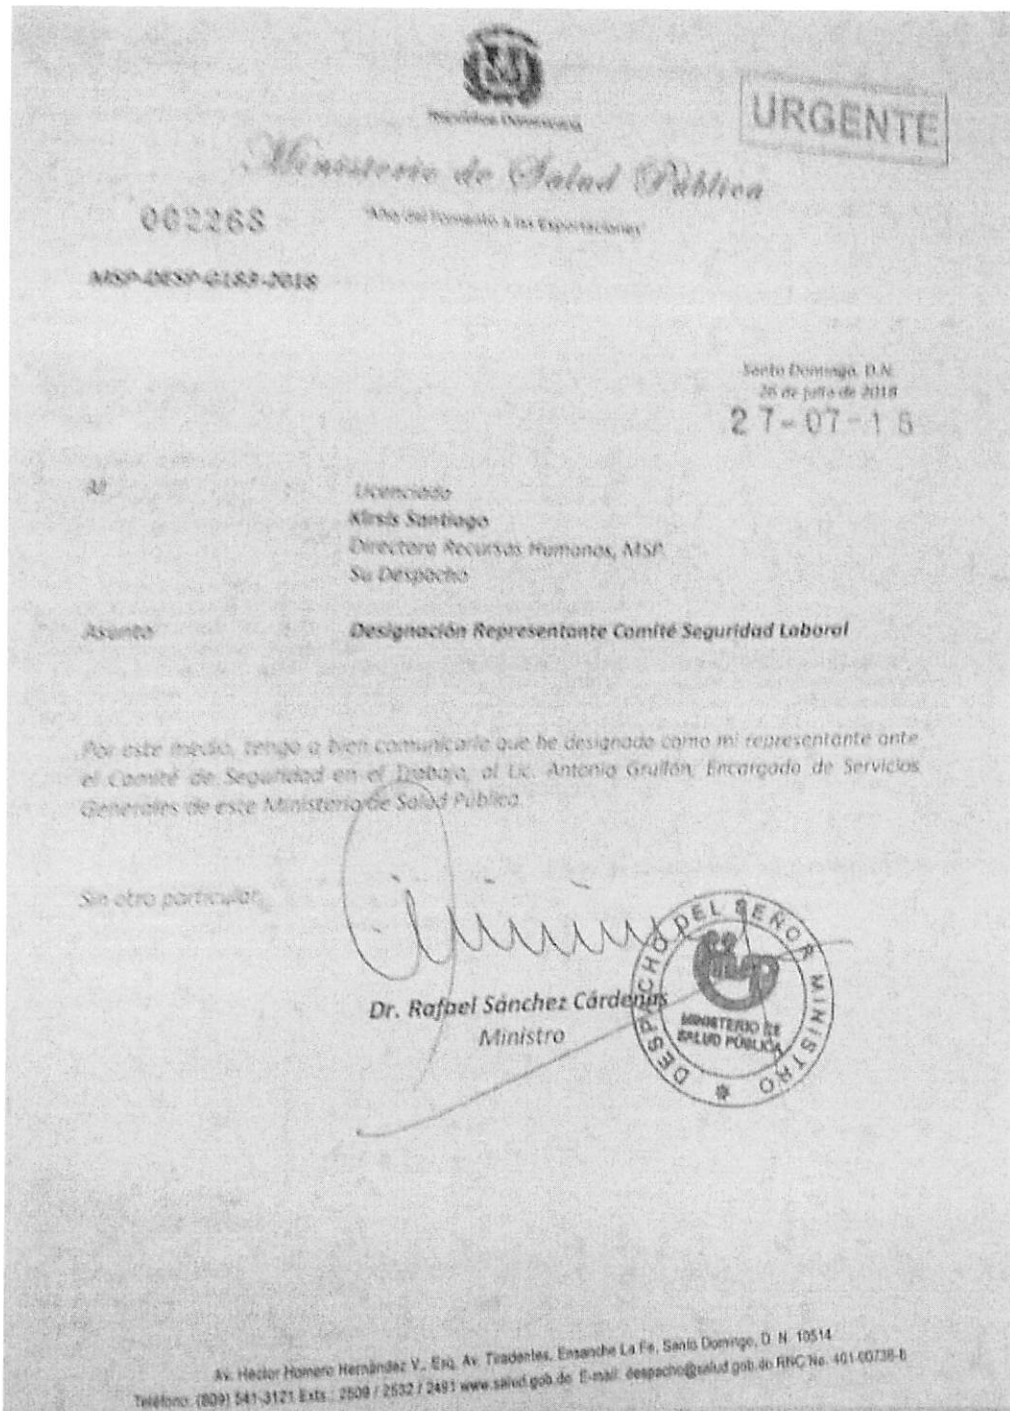 República Dominicana
URGENTE
Ministerio de Salud Pública
002268
"Año del Fomento a las Exportaciones"
MSP-DESP-6183-2018
Santo Domingo, D.N.
26 de julio de 2018
27-07-18
Al :
Licenciada
Kirsis Santiago
Directora Recursos Humanos, MSP.
Su Despacho
Asunto :
Designación Representante Comité Seguridad Laboral
Por este medio, tengo a bien comunicarle que he designado como mi representante ante
el Comité de Seguridad en el Trabajo, al Lic. Antonio Grullón, Encargado de Servicios
Generales de este Ministerio de Salud Pública.
Sin otro particular,
Dr. Rafael Sánchez Cárdenas
Ministro
DESPACHO DEL SEÑOR MINISTRO
MINISTERIO DE
SALUD PÚBLICA
Av. Héctor Homero Hernández V., Esq. Av. Tiradentes, Ensanche La Fe, Santo Domingo, D. N. 10514
Teléfono: (809) 541-3121 Exts.: 2509 / 2532 / 2491 www.salud.gob.do E-mail: despacho@salud.gob.do RNC No. 401-00738-